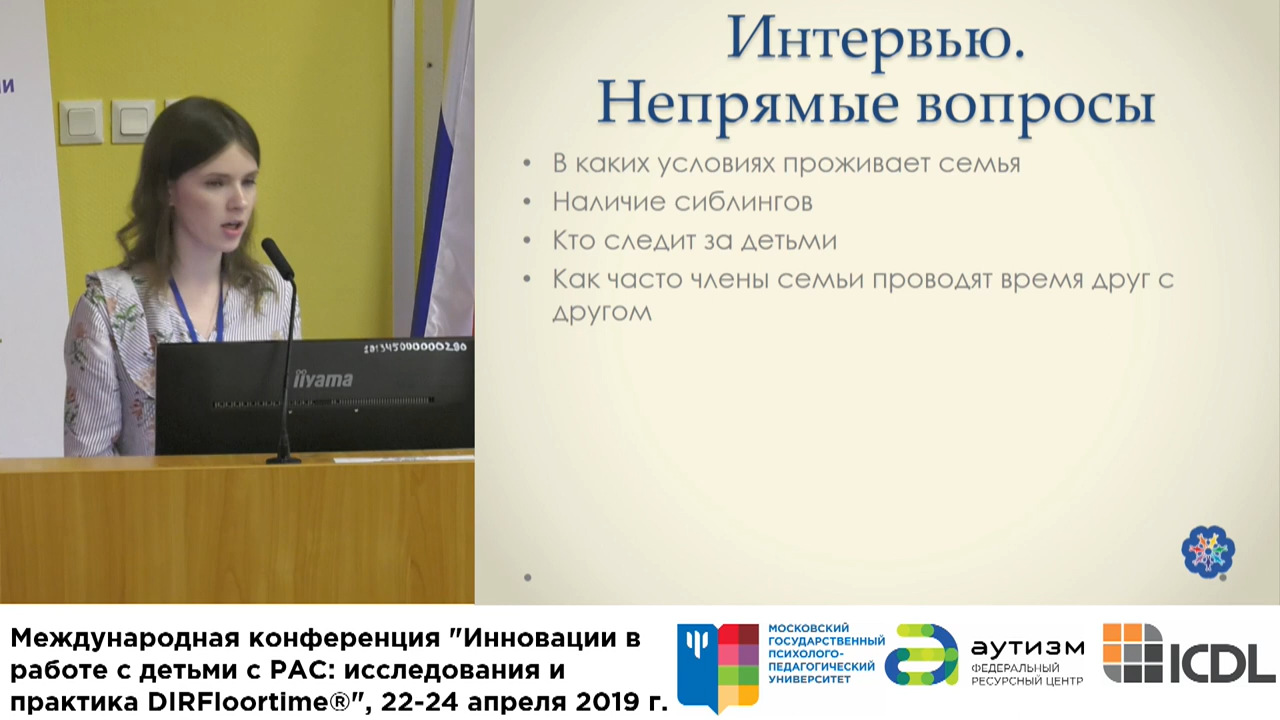 ми
Интервью.
Непрямые вопросы
• В каких условиях проживает семья
• Наличие сиблингов
• Кто следит за детьми
• Как часто члены семьи проводят время друг с
другом
iiyama
Международная конференция "Инновации в
работе с детьми с РАС: исследования и
практика DIRFloortime®", 22-24 апреля 2019 г.
МОСКОВСКИЙ
ГОСУДАРСТВЕННЫЙ
ПСИХОЛОГО-
ПЕДАГОГИЧЕСКИЙ
УНИВЕРСИТЕТ
аутизм
ФЕДЕРАЛЬНЫЙ
РЕСУРСНЫЙ ЦЕНТР
ICDL